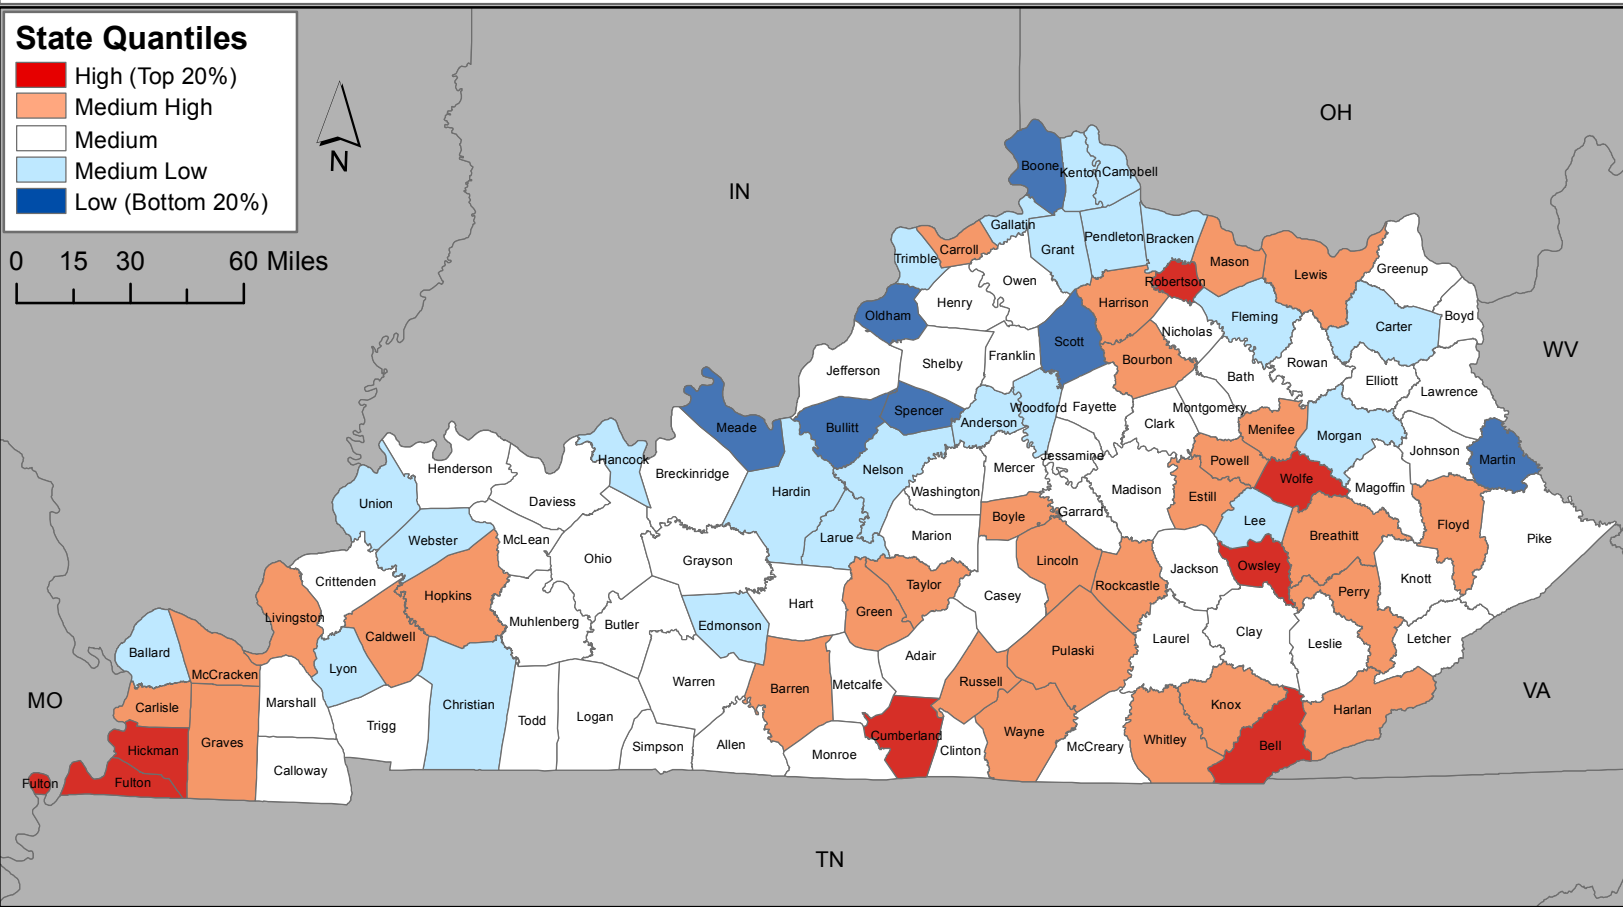 State Quantiles
High (Top 20%)
Medium High
Medium
Medium Low
Low (Bottom 20%)
N
0 15 30 60 Miles
OH
IN
WV
MO
VA
TN
Boone
Kenton
Campbell
Gallatin
Grant
Pendleton
Bracken
Trimble
Carroll
Owen
Mason
Lewis
Greenup
Robertson
Harrison
Henry
Oldham
Scott
Fleming
Carter
Boyd
Nicholas
Franklin
Shelby
Jefferson
Bourbon
Rowan
Bath
Elliott
Lawrence
Meade
Bullitt
Spencer
Anderson
Woodford
Fayette
Clark
Montgomery
Menifee
Morgan
Johnson
Martin
Hancock
Henderson
Daviess
Breckinridge
Nelson
Hardin
Washington
Mercer
Jessamine
Madison
Powell
Estill
Wolfe
Magoffin
Union
Webster
McLean
Ohio
Grayson
Larue
Marion
Boyle
Garrard
Lee
Breathitt
Floyd
Pike
Crittenden
Hopkins
Livingston
Caldwell
Muhlenberg
Butler
Edmonson
Hart
Green
Taylor
Casey
Lincoln
Rockcastle
Jackson
Owsley
Perry
Knott
Letcher
Leslie
Clay
Laurel
Pulaski
Adair
Russell
Ballard
McCracken
Lyon
Christian
Warren
Barren
Metcalfe
Carlisle
Marshall
Trigg
Todd
Logan
Simpson
Allen
Monroe
Cumberland
Clinton
Wayne
McCreary
Whitley
Knox
Bell
Harlan
Hickman
Graves
Calloway
Fulton
Fulton